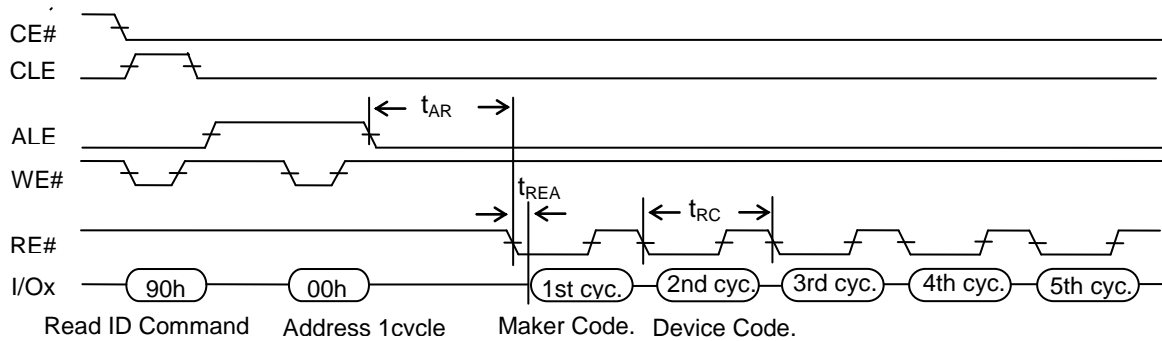 CE#
CLE
tAR
ALE
WE#
tREA
tRC
RE#
I/Ox 90h 00h 1st cyc. 2nd cyc. 3rd cyc. 4th cyc. 5th cyc.
Read ID Command Address 1cycle Maker Code. Device Code.